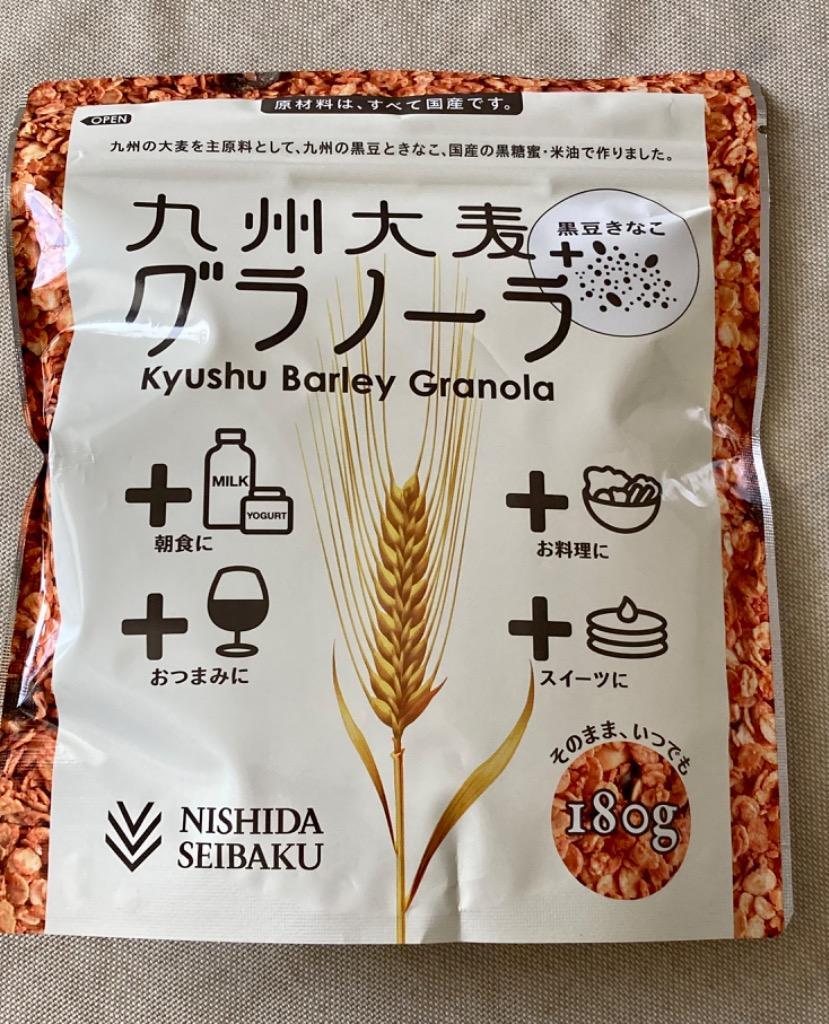 原材料は、すべて国産です。
OPEN
九州の大麦を主原料として、九州の黒豆ときなこ、国産の黒糖蜜・米油で作りました。
九州大麦
グラノーラ
黒豆きなこ
+
Kyushu Barley Granola
+
MILK
YOGURT
朝食に
+
お料理に
+
おつまみに
+
スイーツに
そのまま、いつでも
180g
NISHIDA
SEIBAKU